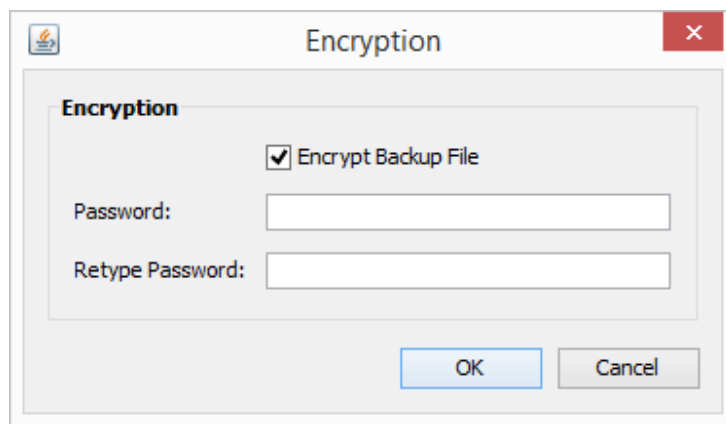 Encryption
Encryption
Encrypt Backup File
Password:
Retype Password:
OK
Cancel